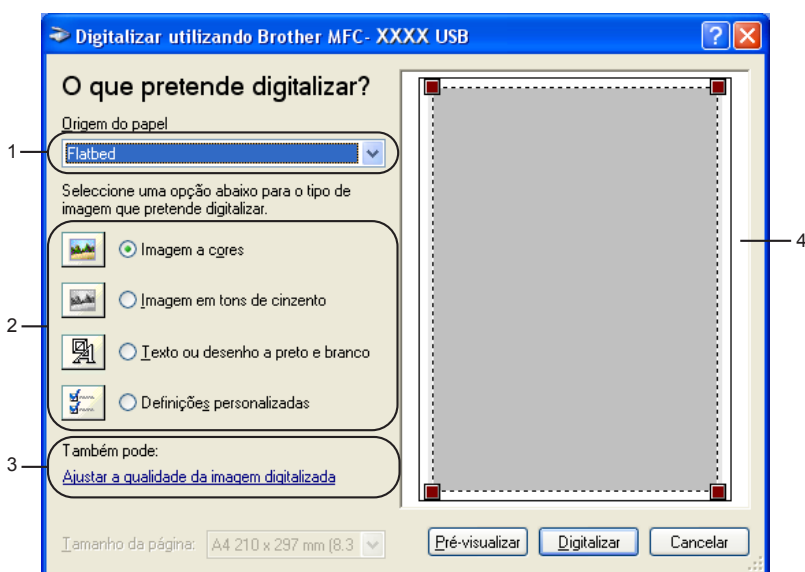 Digitalizar utilizando Brother MFC- XXXX USB
O que pretende digitalizar?
Origem do papel
1
Flatbed
Seleccione uma opção abaixo para o tipo de
imagem que pretende digitalizar.
Imagem a cores
4
Imagem em tons de cinzento
2
Texto ou desenho a preto e branco
Definições personalizadas
Também pode:
3
Ajustar a qualidade da imagem digitalizada
Tamanho da página: A4 210 x 297 mm (8.3
Pré-visualizar Digitalizar Cancelar